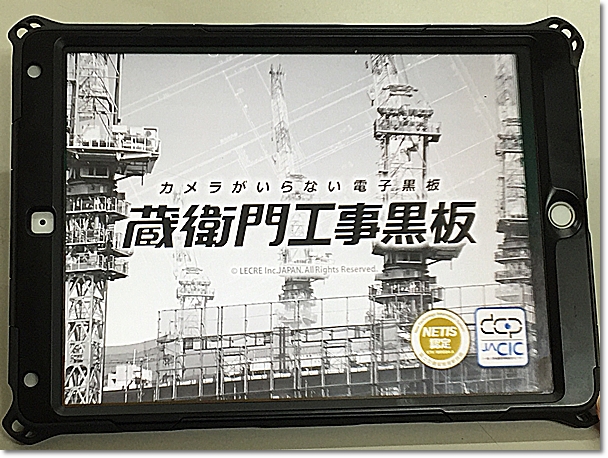 カメラがいらない電子黒板
蔵衛門工事黒板
© LECRE Inc.JAPAN. All Rights Reserved.
NETIS
認定
dcp
JACIC